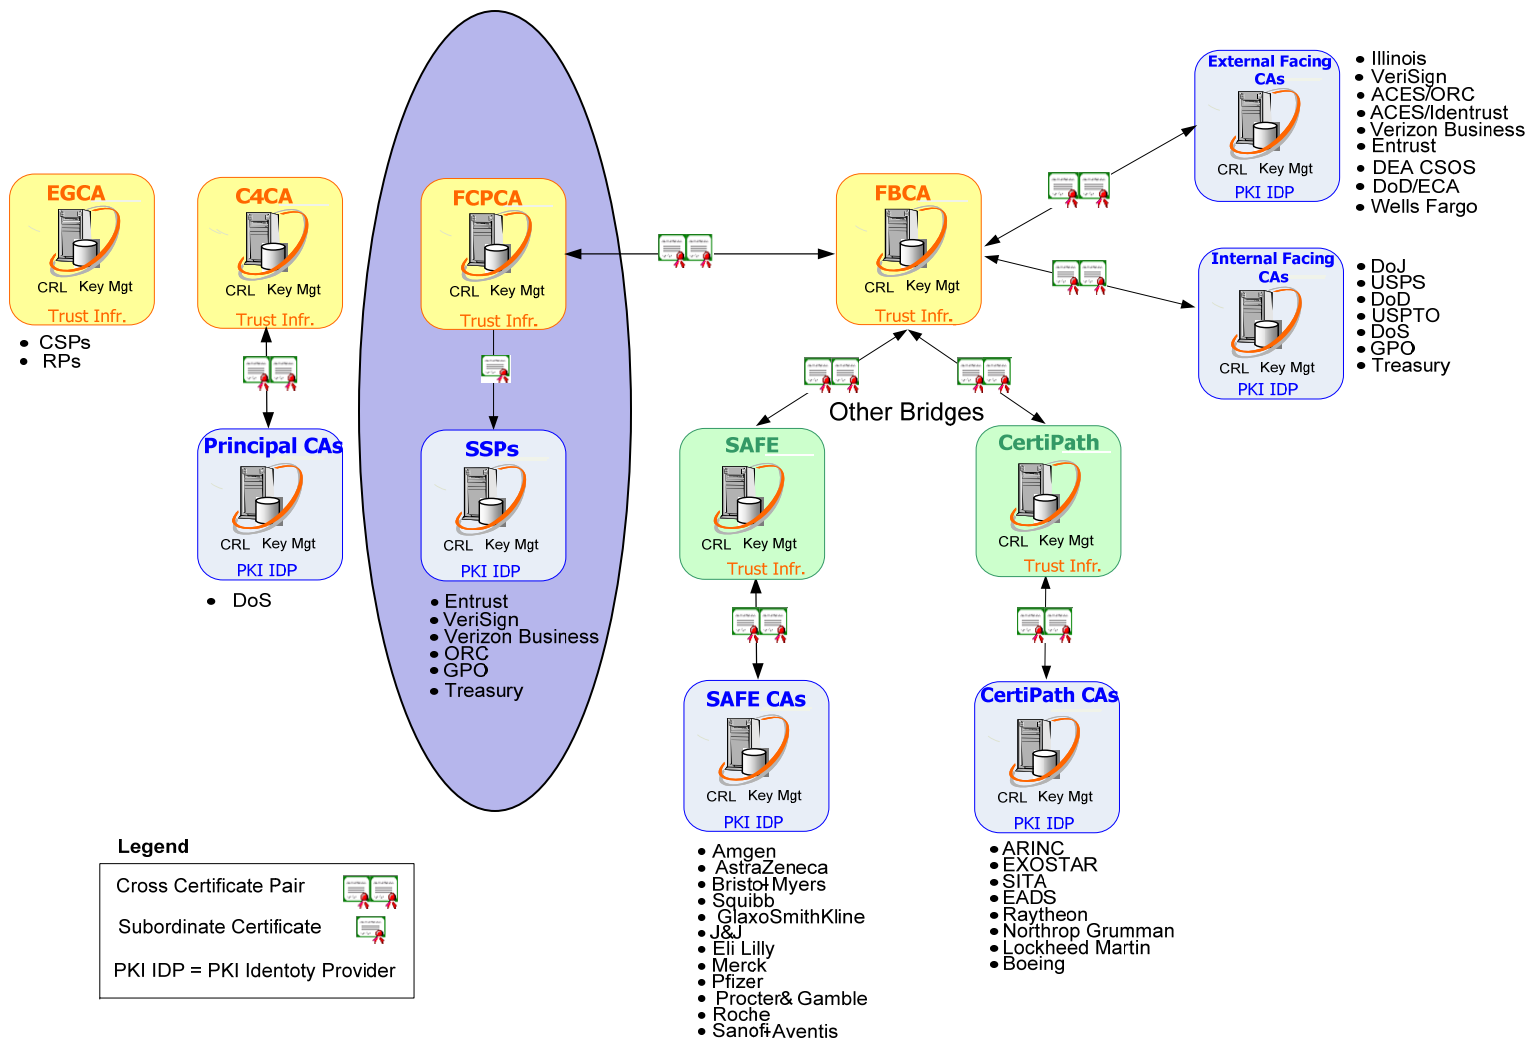 EGCA
CRL Key Mgt
Trust Infr.
• CSPs
• RPs
C4CA
CRL Key Mgt
Trust Infr.
Principal CAs
CRL Key Mgt
PKI IDP
• DoS
FCPCA
CRL Key Mgt
Trust Infr.
SSPs
CRL Key Mgt
PKI IDP
• Entrust
• VeriSign
• Verizon Business
• ORC
• GPO
• Treasury
FBCA
CRL Key Mgt
Trust Infr.
External Facing
CAs
CRL Key Mgt
PKI IDP
• Illinois
• VeriSign
• ACES/ORC
• ACES/Identrust
• Verizon Business
• Entrust
• DEA CSOS
• DoD/ECA
• Wells Fargo
Internal Facing
CAs
CRL Key Mgt
PKI IDP
• DoJ
• USPS
• DoD
• USPTO
• DoS
• GPO
• Treasury
Other Bridges
SAFE
CRL Key Mgt
Trust Infr.
CertiPath
CRL Key Mgt
Trust Infr.
SAFE CAs
CRL Key Mgt
PKI IDP
• Amgen
• AstraZeneca
• Bristol-Myers
• Squibb
• GlaxoSmithKline
• J&J
• Eli Lilly
• Merck
• Pfizer
• Procter& Gamble
• Roche
• Sanofi-Aventis
CertiPath CAs
CRL Key Mgt
PKI IDP
• ARINC
• EXOSTAR
• SITA
• EADS
• Raytheon
• Northrop Grumman
• Lockheed Martin
• Boeing
Legend
Cross Certificate Pair
Subordinate Certificate
PKI IDP = PKI Identoty Provider